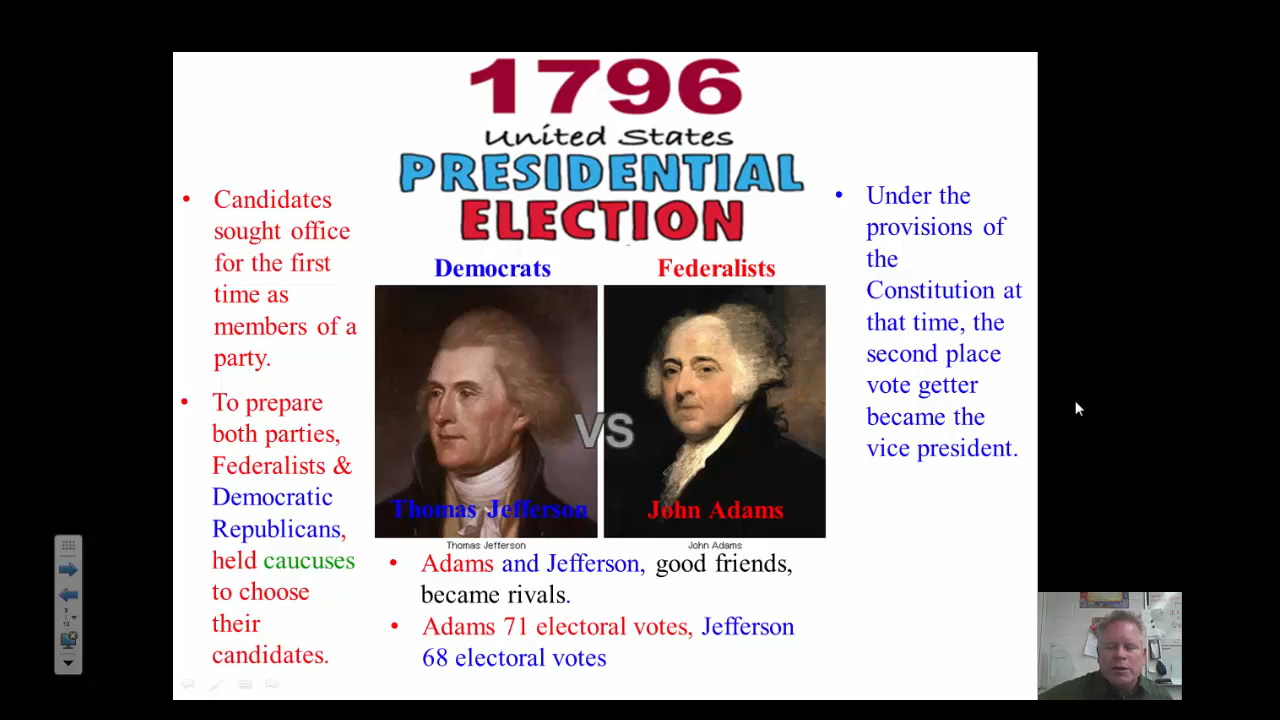 1796
United States
PRESIDENTIAL
ELECTION
• Candidates
sought office
for the first
time as
members of a
party.
• To prepare
both parties,
Federalists &
Democratic
Republicans,
held caucuses
to choose
their
candidates.
Democrats
Federalists
VS
Thomas Jefferson
John Adams
Thomas Jefferson
John Adams
• Adams and Jefferson, good friends,
became rivals.
• Adams 71 electoral votes, Jefferson
68 electoral votes
• Under the
provisions of
the
Constitution at
that time, the
second place
vote getter
became the
vice president.